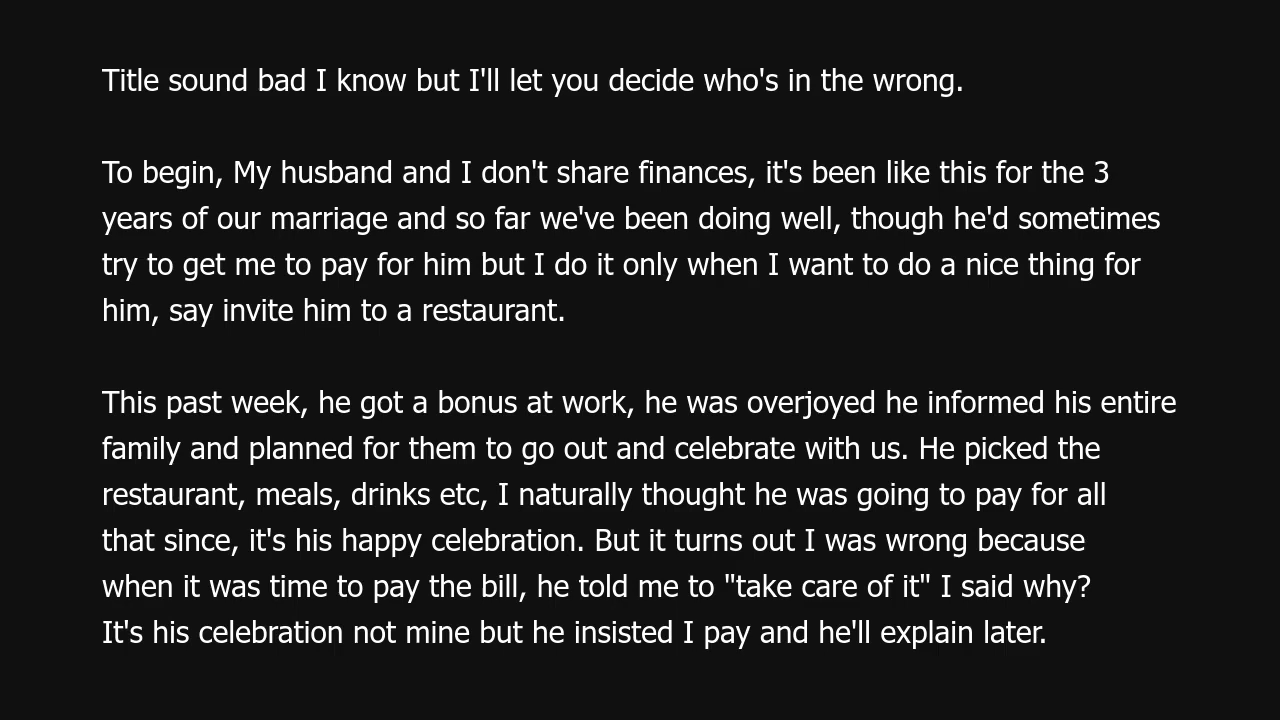 Title sound bad I know but I'll let you decide who's in the wrong.
To begin, My husband and I don't share finances, it's been like this for the 3
years of our marriage and so far we've been doing well, though he'd sometimes
try to get me to pay for him but I do it only when I want to do a nice thing for
him, say invite him to a restaurant.
This past week, he got a bonus at work, he was overjoyed he informed his entire
family and planned for them to go out and celebrate with us. He picked the
restaurant, meals, drinks etc, I naturally thought he was going to pay for all
that since, it's his happy celebration. But it turns out I was wrong because
when it was time to pay the bill, he told me to "take care of it" I said why?
It's his celebration not mine but he insisted I pay and he'll explain later.